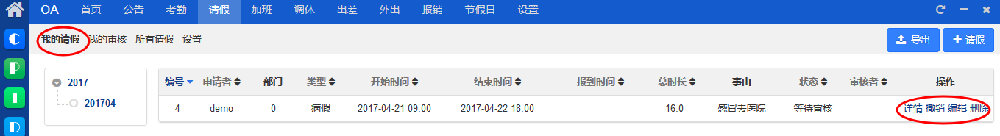 OA 首页 公告 考勤 请假 加班 调休 出差 外出 报销 节假日 设置
C
我的请假 我的审核 所有请假 设置 导出 请假
P
2017 编号 申请者 部门 类型 开始时间 结束时间 报到时间 总时长 事由 状态 审核者 操作
T
201704 4 demo 0 病假 2017-04-21 09:00 2017-04-22 18:00 16.0 感冒去医院 等待审核 详情 撤销 编辑 删除
D